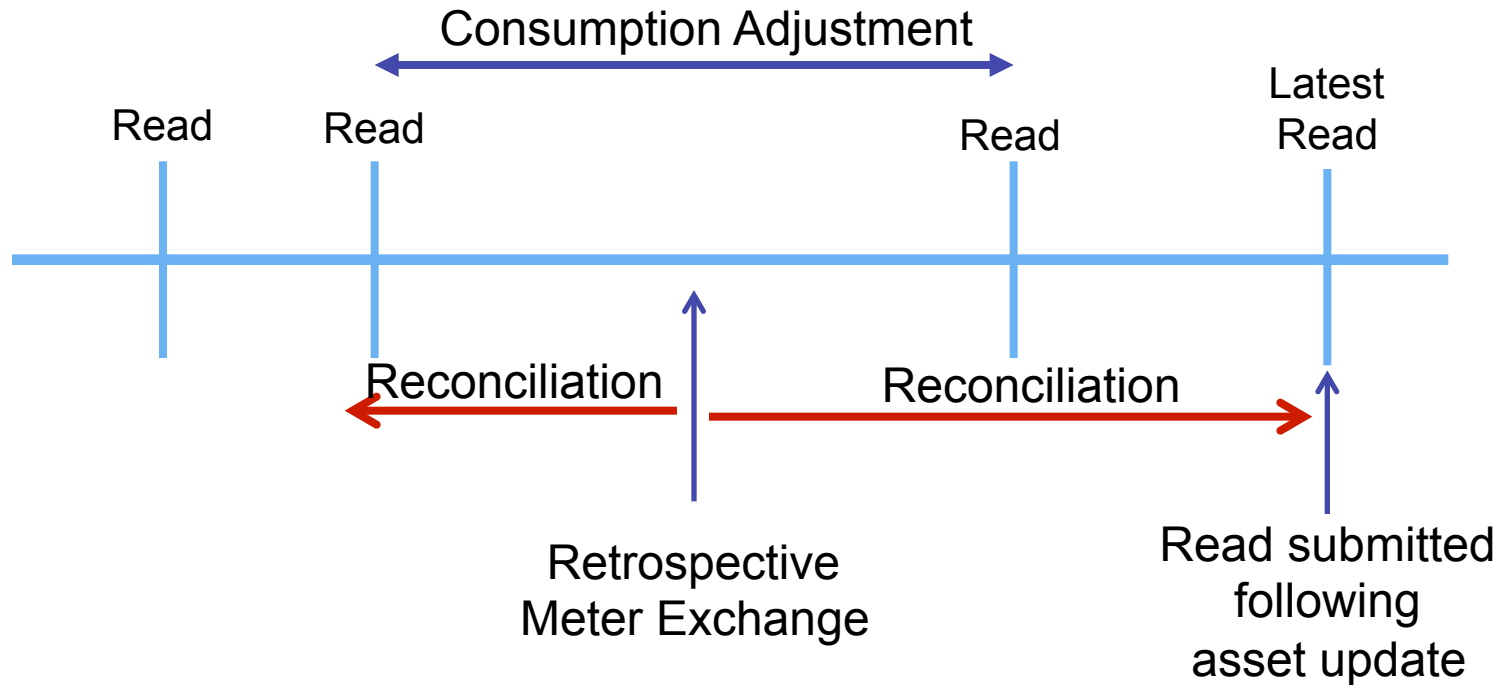 Consumption Adjustment
Read
Read
Read
Latest
Read
Reconciliation
Reconciliation
Retrospective
Meter Exchange
Read submitted
following
asset update